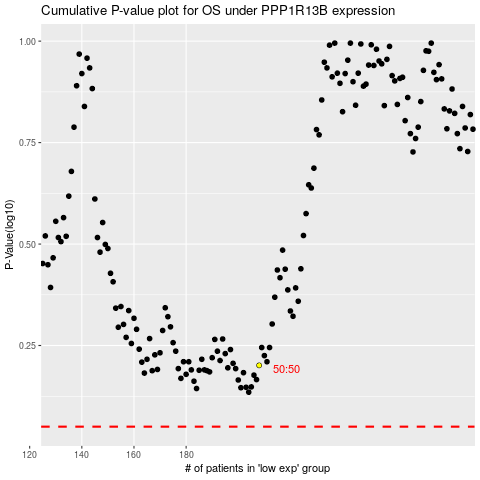 Cumulative P-value plot for OS under PPP1R13B expression
P-Value(log10)
1.00
0.75
0.50
0.25
50:50
120 140 160 180
# of patients in 'low exp' group